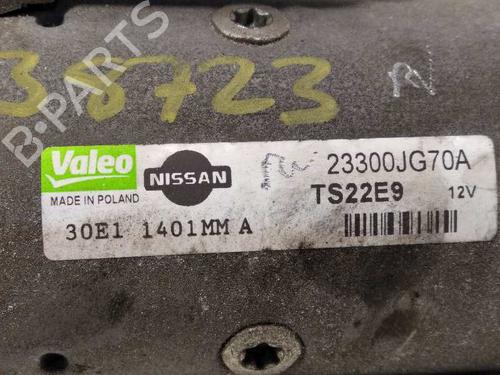 38723
B-PARTS
Valeo
NISSAN
23300JG70A
MADE IN POLAND
TS22E9 12V
30E1 1401MM A